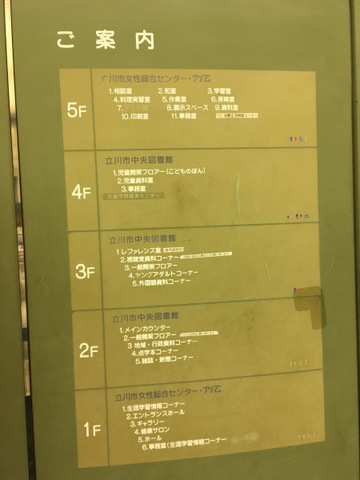 ご案内
5F
立川市女性総合センター・アイム
1.相談室 2.和室 3.学習室
4.料理実習室 5.作業室 6.保育室
7. 8.展示スペース 9.資料室
10.印刷室 11.事務室 12.
4F
立川市中央図書館
1.児童開架フロアー(こどものほん)
2.児童資料室
3.事務室
3F
立川市中央図書館
1.レファレンス室
2.視聴覚資料コーナー
3.一般開架フロアー
4.ヤングアダルトコーナー
5.外国語資料コーナー
2F
立川市中央図書館
1.メインカウンター
2.一般開架フロアー
3.地域・行政資料コーナー
4.点字本コーナー
5.雑誌・新聞コーナー
1F
立川市女性総合センター・アイム
1.生涯学習情報コーナー
2.エントランスホール
3.ギャラリー
4.健康サロン
5.ホール
6.事務室(生涯学習情報コーナー